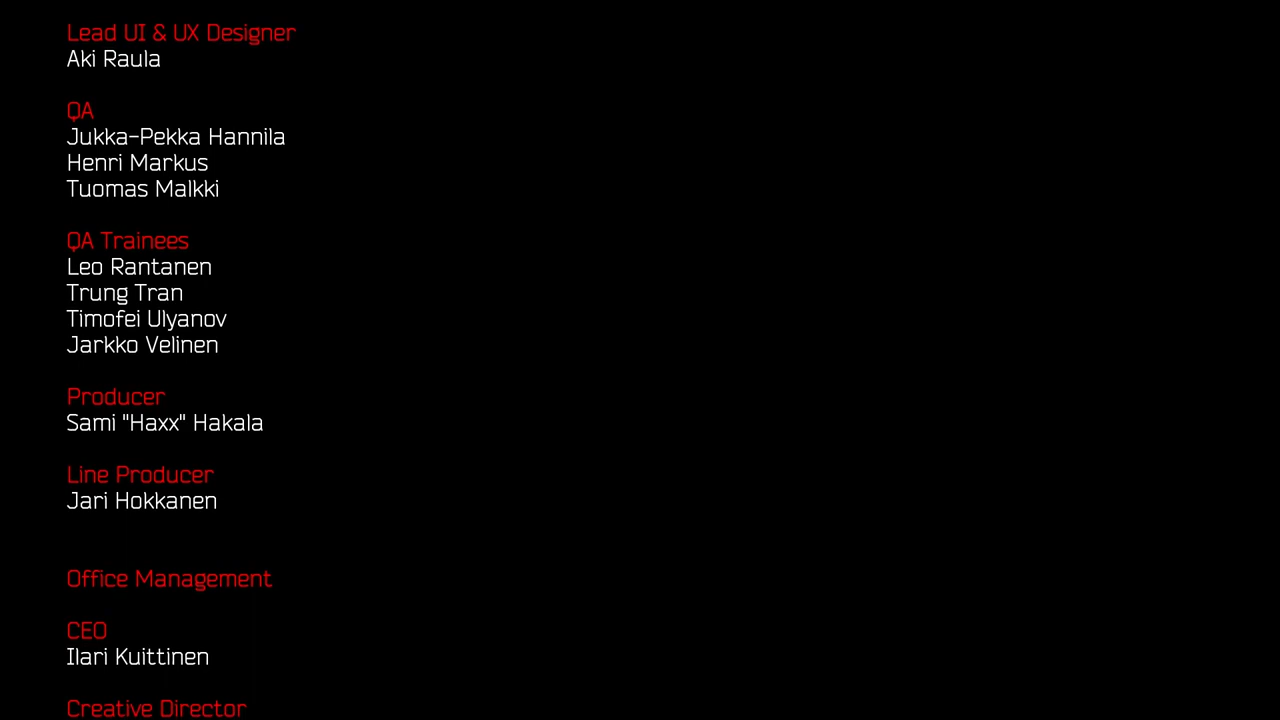 Lead UI & UX Designer
Aki Raula
QA
Jukka-Pekka Hannila
Henri Markus
Tuomas Malkki
QA Trainees
Leo Rantanen
Trung Tran
Timofei Ulyanov
Jarkko Velinen
Producer
Sami "Haxx" Hakala
Line Producer
Jari Hokkanen
Office Management
CEO
Ilari Kuittinen
Creative Director